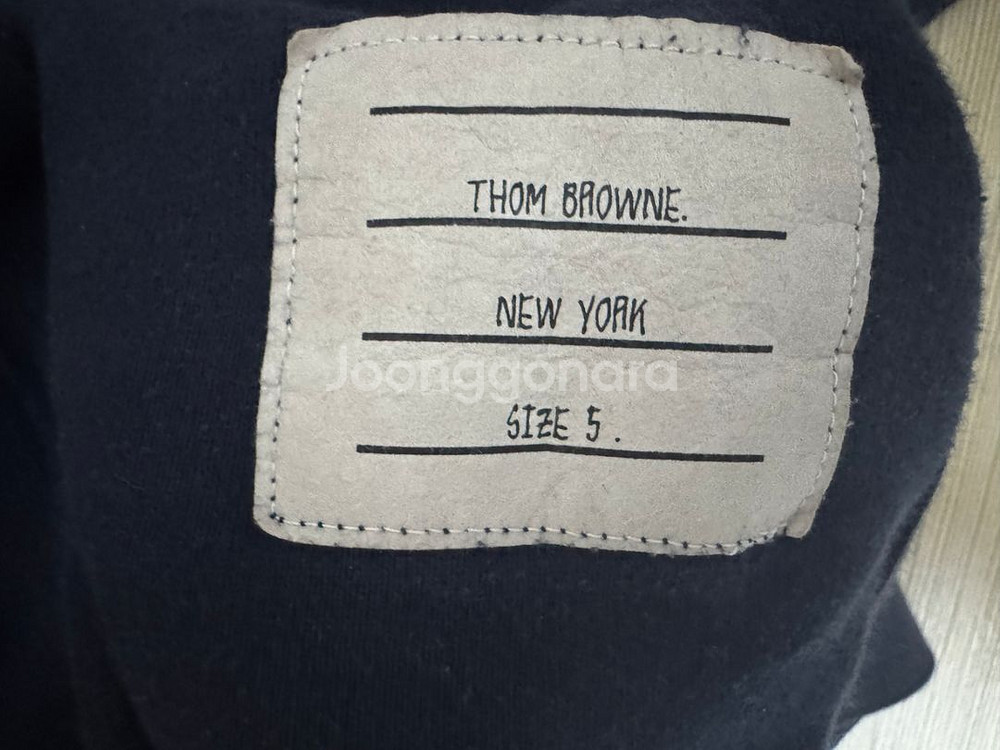 THOM BROWNE.
NEW YORK
Joonggonara
SIZE 5.